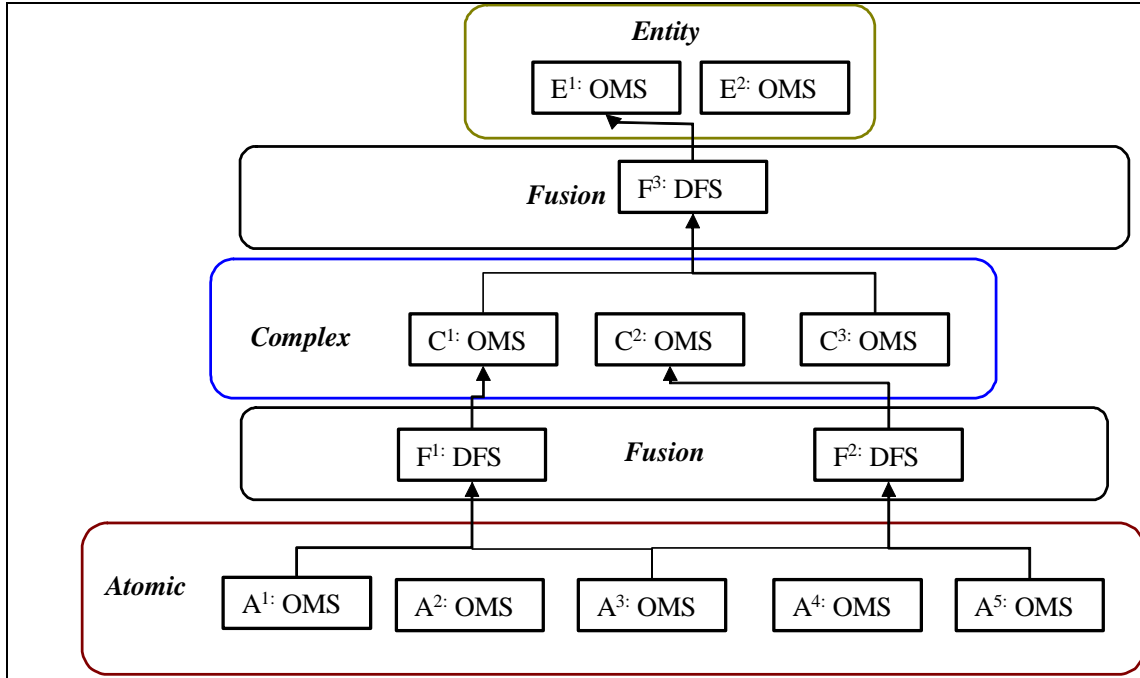 Entity
E1: OMS E2: OMS
Fusion F3: DFS
Complex C1: OMS C2: OMS C3: OMS
F1: DFS Fusion F2: DFS
Atomic A1: OMS A2: OMS A3: OMS A4: OMS A5: OMS